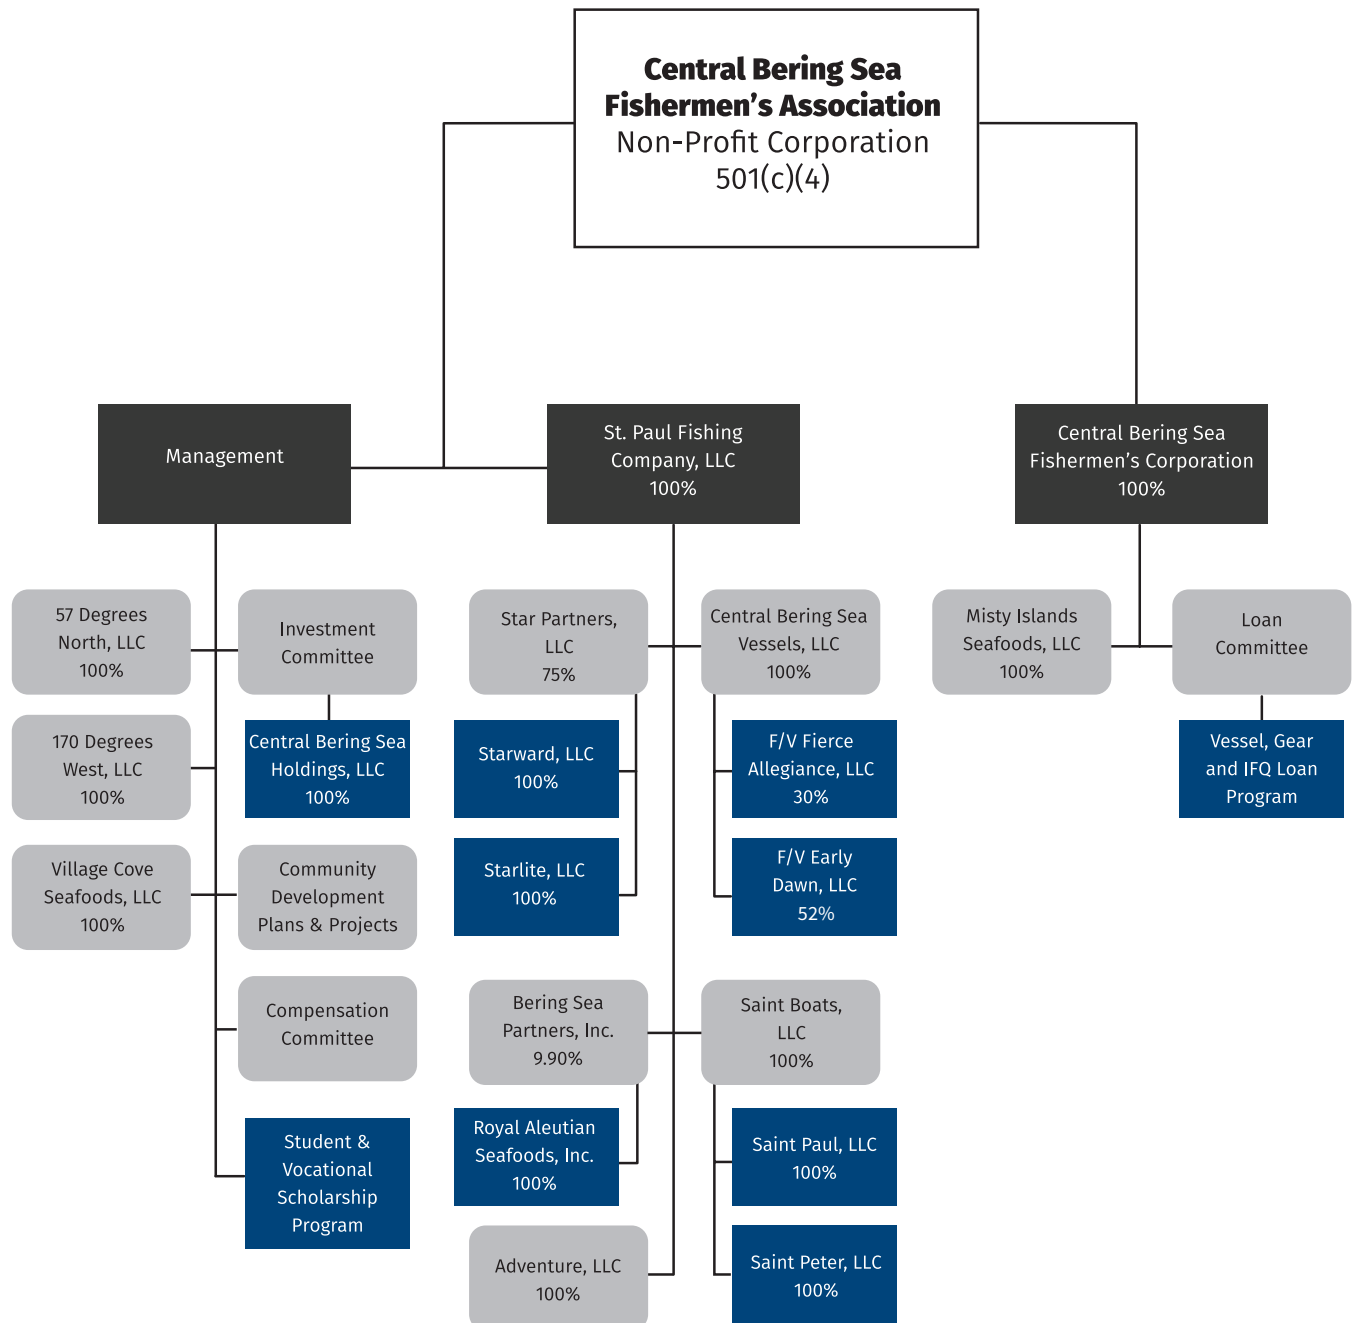 Central Bering Sea
Fishermen’s Association
Non-Profit Corporation
501(c)(4)
Management
St. Paul Fishing
Company, LLC
100%
Central Bering Sea
Fishermen’s Corporation
100%
57 Degrees
North, LLC
100%
Investment
Committee
Central Bering Sea
Holdings, LLC
100%
170 Degrees
West, LLC
100%
Village Cove
Seafoods, LLC
100%
Community
Development
Plans & Projects
Compensation
Committee
Student &
Vocational
Scholarship
Program
Star Partners,
LLC
75%
Starward, LLC
100%
Starlite, LLC
100%
Central Bering Sea
Vessels, LLC
100%
F/V Fierce
Allegiance, LLC
30%
F/V Early
Dawn, LLC
52%
Bering Sea
Partners, Inc.
9.90%
Royal Aleutian
Seafoods, Inc.
100%
Saint Boats,
LLC
100%
Saint Paul, LLC
100%
Saint Peter, LLC
100%
Adventure, LLC
100%
Misty Islands
Seafoods, LLC
100%
Loan
Committee
Vessel, Gear
and IFQ Loan
Program